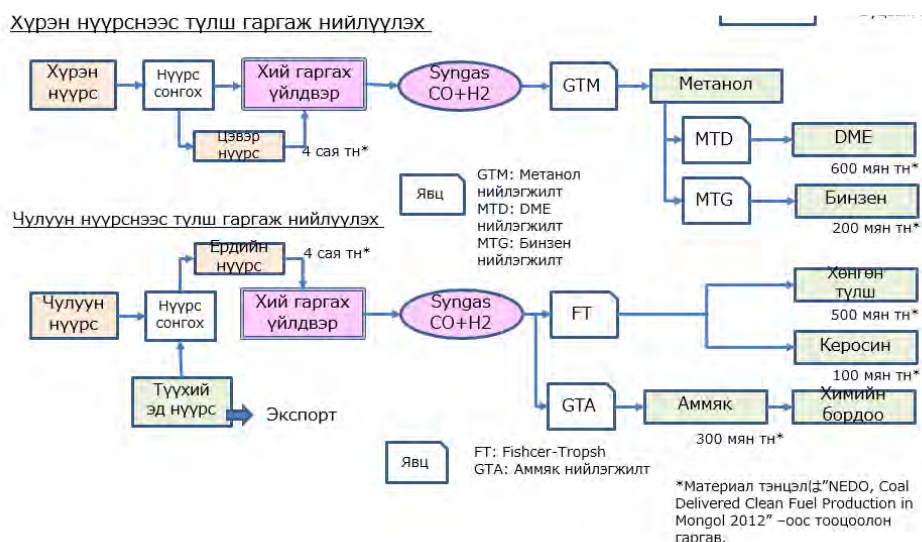 Хүрэн нүүрснээс түлш гаргаж нийлүүлэх
Хүрэн
нүүрс
Нүүрс
сонгох
Хий гаргах
үйлдвэр
Syngas
CO+H2
GTM
Метанол
Цэвэр
нүүрс
4 сая тн*
MTD
DME
600 мян тн*
MTG
Бинзен
200 мян тн*
Явц
GTM: Метанол
нийлэгжилт
MTD: DME
нийлэгжилт
MTG: Бинзен
нийлэгжилт
Чулуун нүүрснээс түлш гаргаж нийлүүлэх
Ердийн
нүүрс
4 сая тн*
Чулуун
нүүрс
Нүүрс
сонгох
Хий гаргах
үйлдвэр
Syngas
CO+H2
FT
Хөнгөн
түлш
500 мян тн*
Керосин
100 мян тн*
Түүхий
эд нүүрс
Экспорт
GTA
Аммяк
300 мян тн*
Химийн
бордоо
Явц
FT: Fishcer-Tropsh
GTA: Аммяк нийлэгжилт
*Материал тэнцэлは"NEDO, Coal
Delivered Clean Fuel Production in
Mongol 2012" –оос тооцоолон
гаргав.